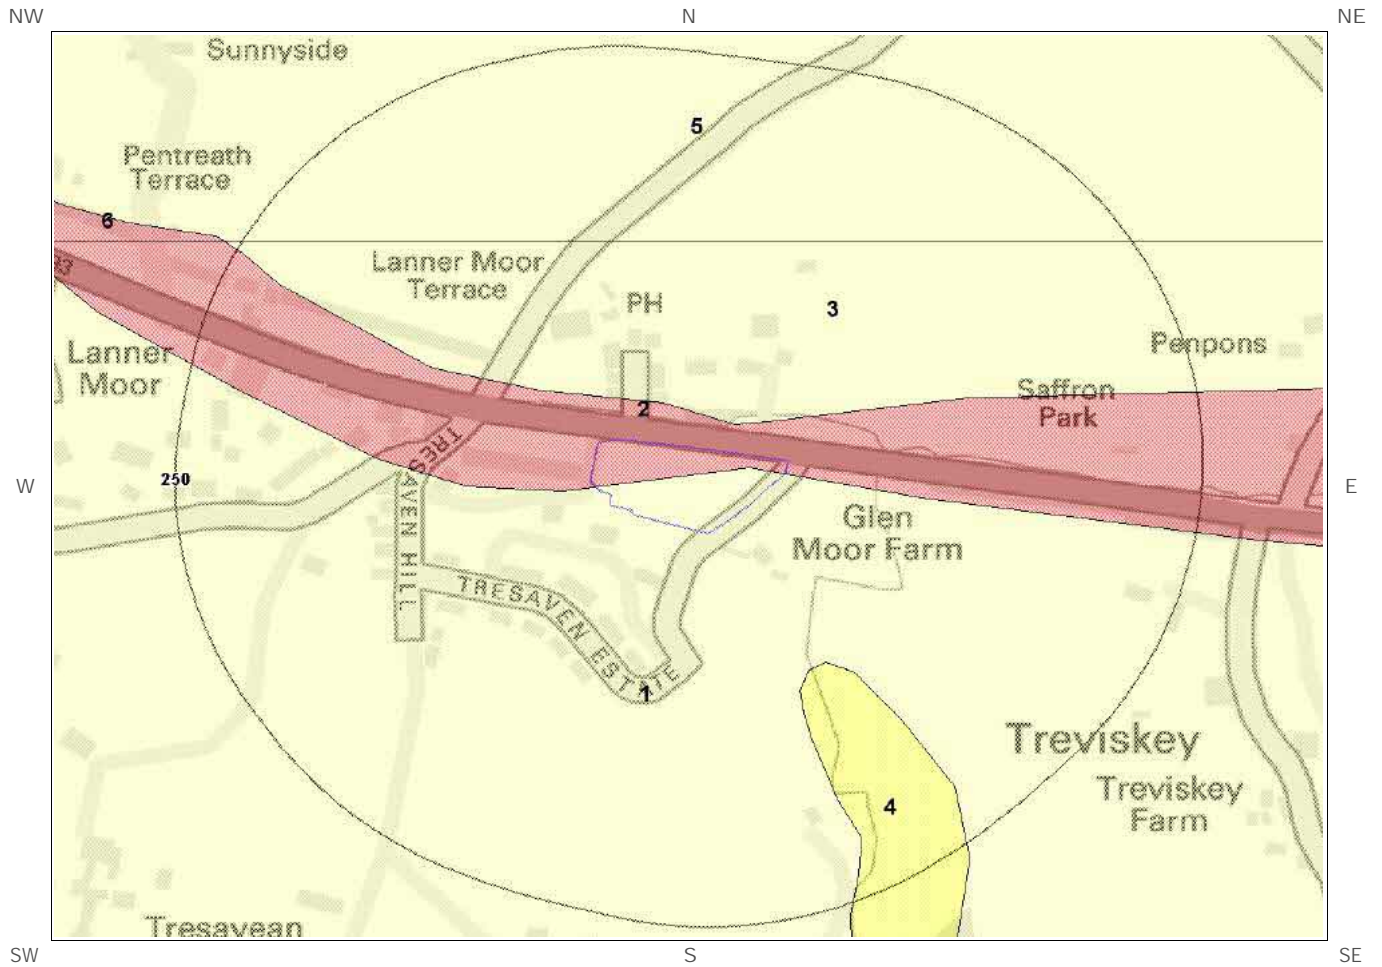 NW
N
NE
Sunnyside
5
Pentreath
Terrace
6
Lanner Moor
Terrace
93
PH
3
Lanner
Moor
Penpons
Saffron
Park
2
TRESAVEN HILL
250
W
E
Glen
Moor Farm
TRESAVEN ESTATE
1
Treviskey
Treviskey
Farm
4
Tresavean
SW
S
SE